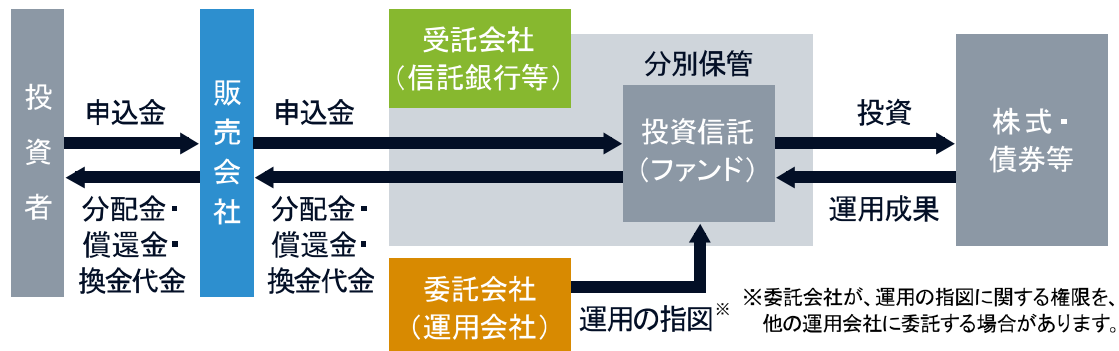 投資者
申込金
分配金・
償還金・
換金代金
販売会社
申込金
分配金・
償還金・
換金代金
受託会社
(信託銀行等)
分別保管
投資信託
(ファンド)
委託会社
(運用会社)
運用の指図※
投資
運用成果
株式・
債券等
※委託会社が、運用の指図に関する権限を、
他の運用会社に委託する場合があります。